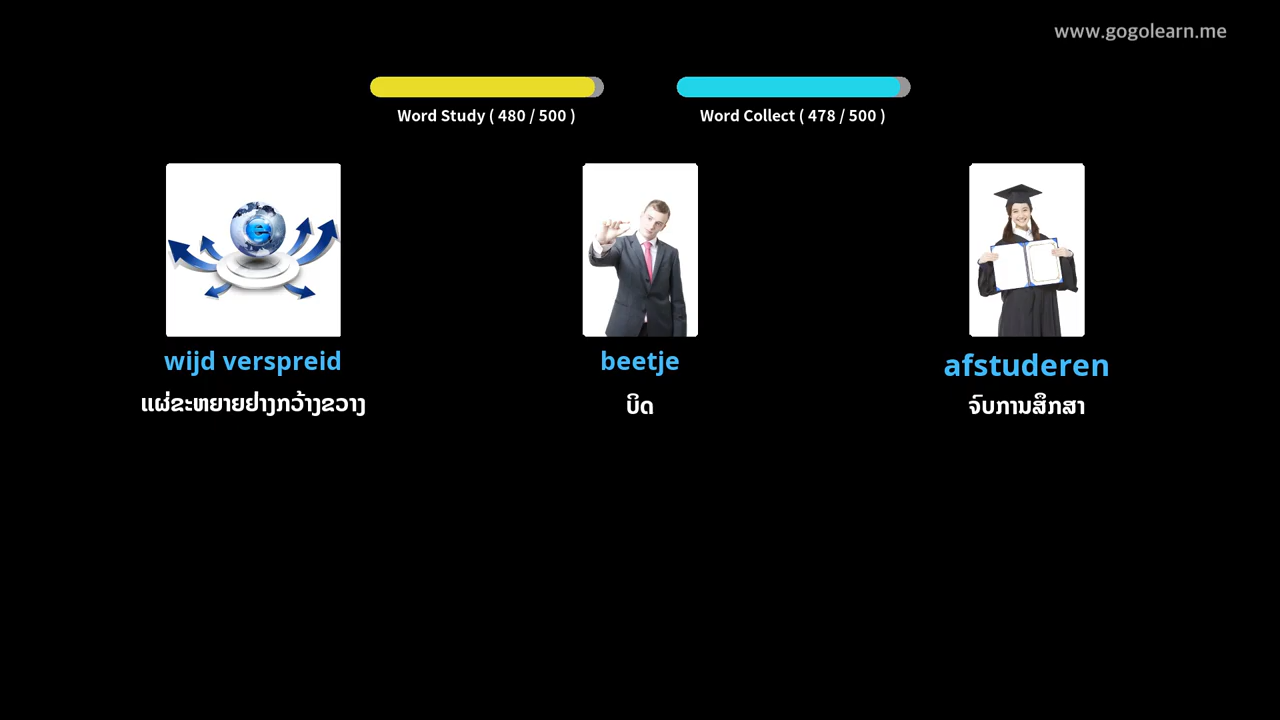 www.gogolearn.me
Word Study ( 480 / 500 )
Word Collect ( 478 / 500 )
e
wijd verspreid
beetje
afstuderen
ແຜ່ຂະຫຍາຍຢ່າງກວ້າງຂວາງ
ບິດ
ຈົບການສຶກສາ